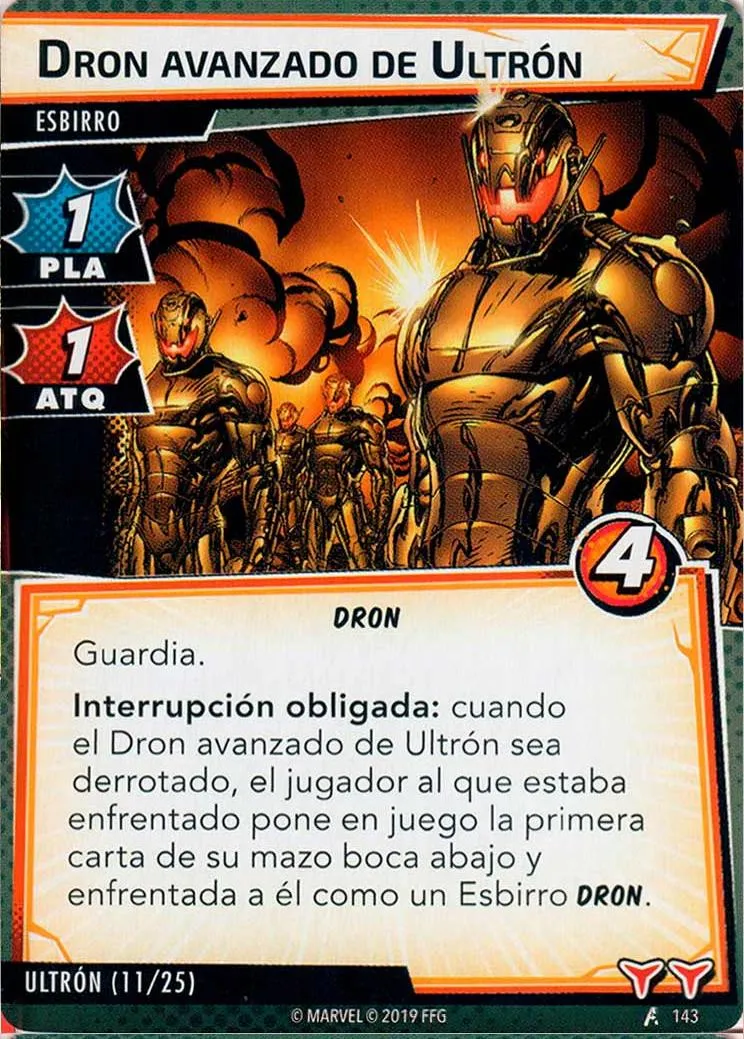 DRON AVANZADO DE ULTRÓN
ESBIRRO
1
PLA
1
ATQ
4
DRON
Guardia.
Interrupción obligada: cuando
el Dron avanzado de Ultrón sea
derrotado, el jugador al que estaba
enfrentado pone en juego la primera
carta de su mazo boca abajo y
enfrentada a él como un Esbirro DRON.
ULTRÓN (11/25)
© MARVEL © 2019 FFG
143